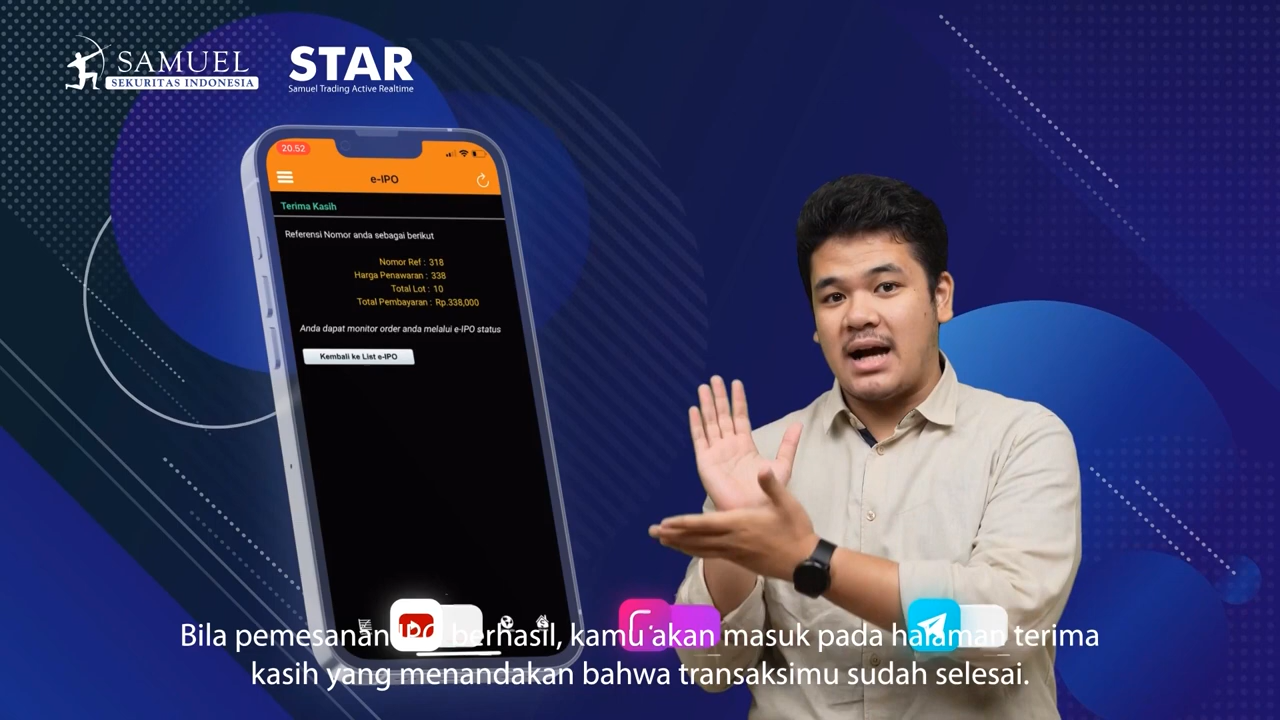 SAMUEL
SEKURITAS INDONESIA
STAR
Samuel Trading Active Realtime
20.52
e-IPO
Terima Kasih
Referensi Nomor anda sebagai berikut
Nomor Ref : 318
Harga Penawaran : 338
Total Lot : 10
Total Pembayaran : Rp.338,000
Anda dapat monitor order anda melalui e-IPO status
Kembali ke List e-IPO
Bila pemesanan IPO berhasil, kamu akan masuk pada halaman terima
kasih yang menandakan bahwa transaksimu sudah selesai.